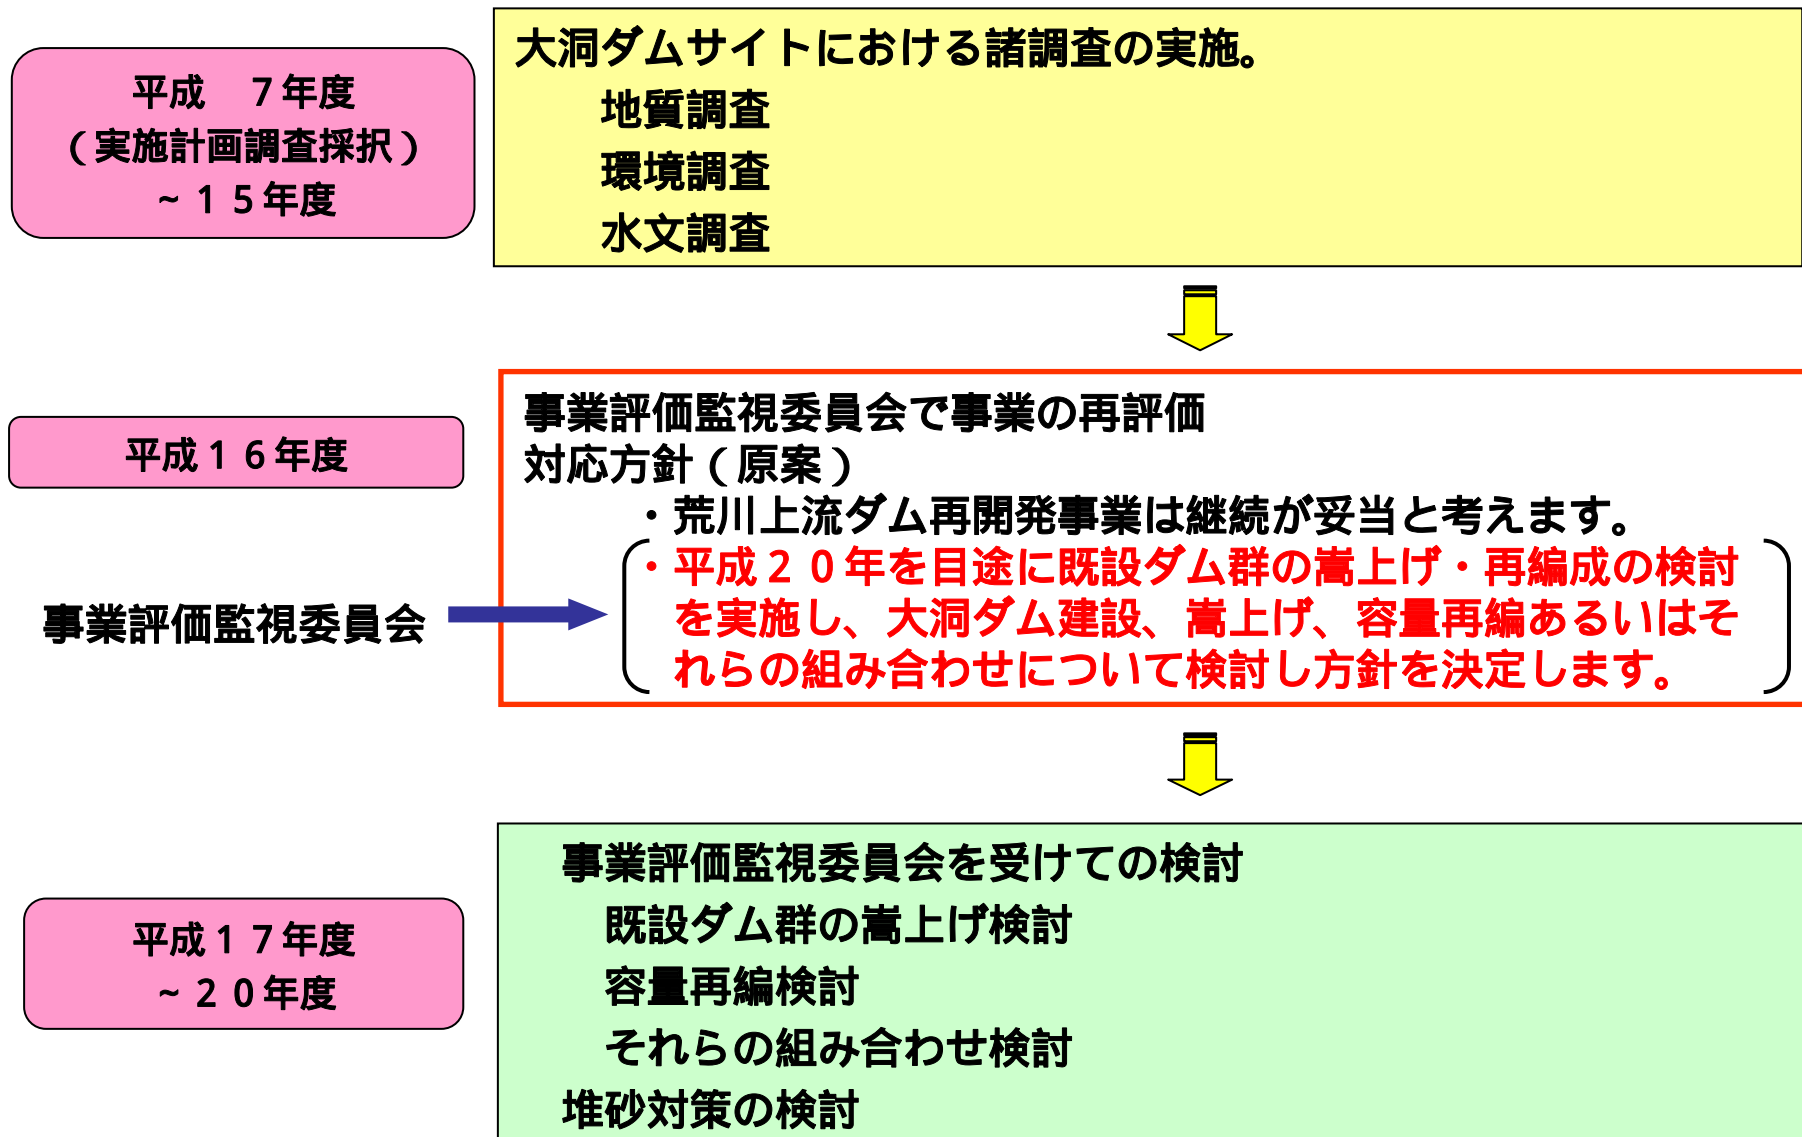 平成　７年度
（実施計画調査採択）
~１５年度
大洞ダムサイトにおける諸調査の実施。
地質調査
環境調査
水文調査
平成１６年度
事業評価監視委員会で事業の再評価
対応方針（原案）
・荒川上流ダム再開発事業は継続が妥当と考えます。
・平成２０年を目途に既設ダム群の嵩上げ・再編成の検討
を実施し、大洞ダム建設、嵩上げ、容量再編あるいはそ
れらの組み合わせについて検討し方針を決定します。
事業評価監視委員会
平成１７年度
~２０年度
事業評価監視委員会を受けての検討
既設ダム群の嵩上げ検討
容量再編検討
それらの組み合わせ検討
堆砂対策の検討